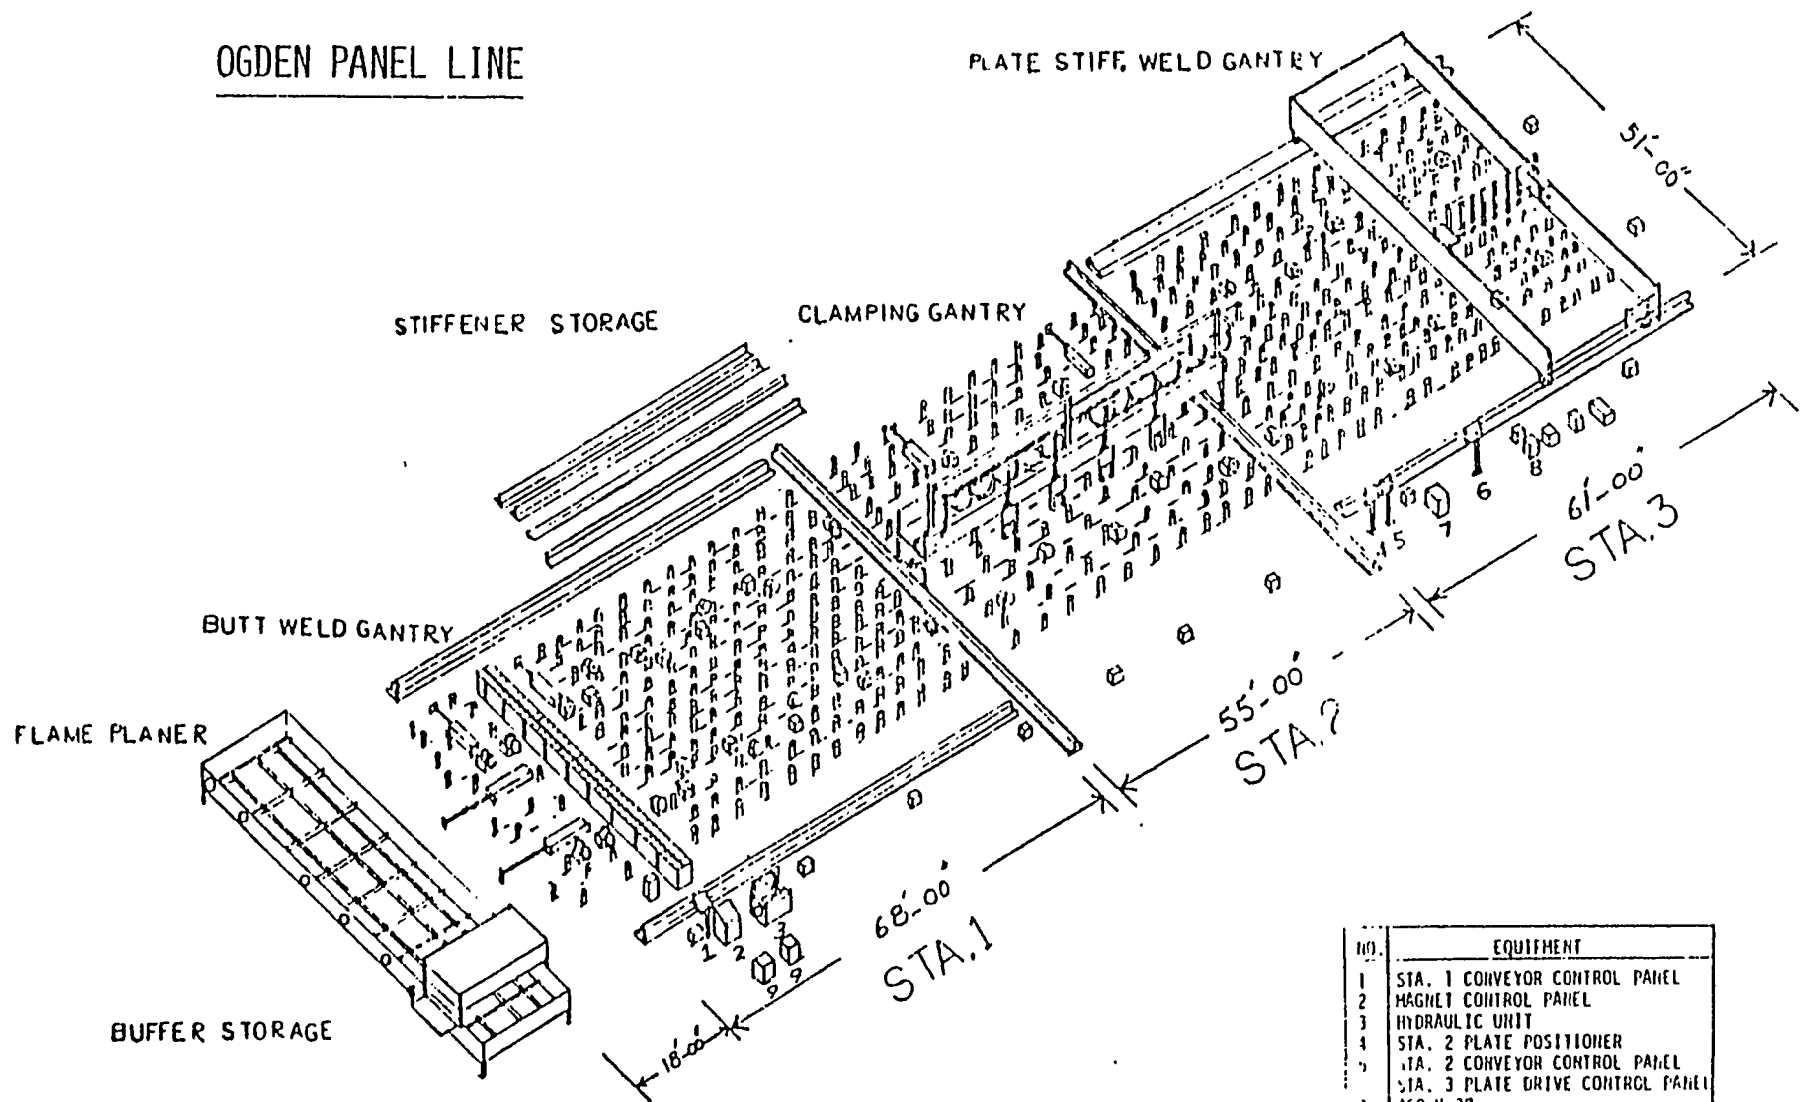 OGDEN PANEL LINE
PLATE STIFF. WELD GANTRY
51'-00"
STIFFENER STORAGE
CLAMPING GANTRY
BUTT WELD GANTRY
FLAME PLANER
BUFFER STORAGE
5
7
6
8
61'-00"
STA.3
55'-00'
STA.2
68'-00'
STA.1
18'-00'
1
2
3
9
9
NO. EQUIPMENT
1 STA. 1 CONVEYOR CONTROL PANEL
2 MAGNET CONTROL PANEL
3 HYDRAULIC UNIT
4 STA. 2 PLATE POSITIONER
5 STA. 2 CONVEYOR CONTROL PANEL
STA. 3 PLATE DRIVE CONTROL PANEL